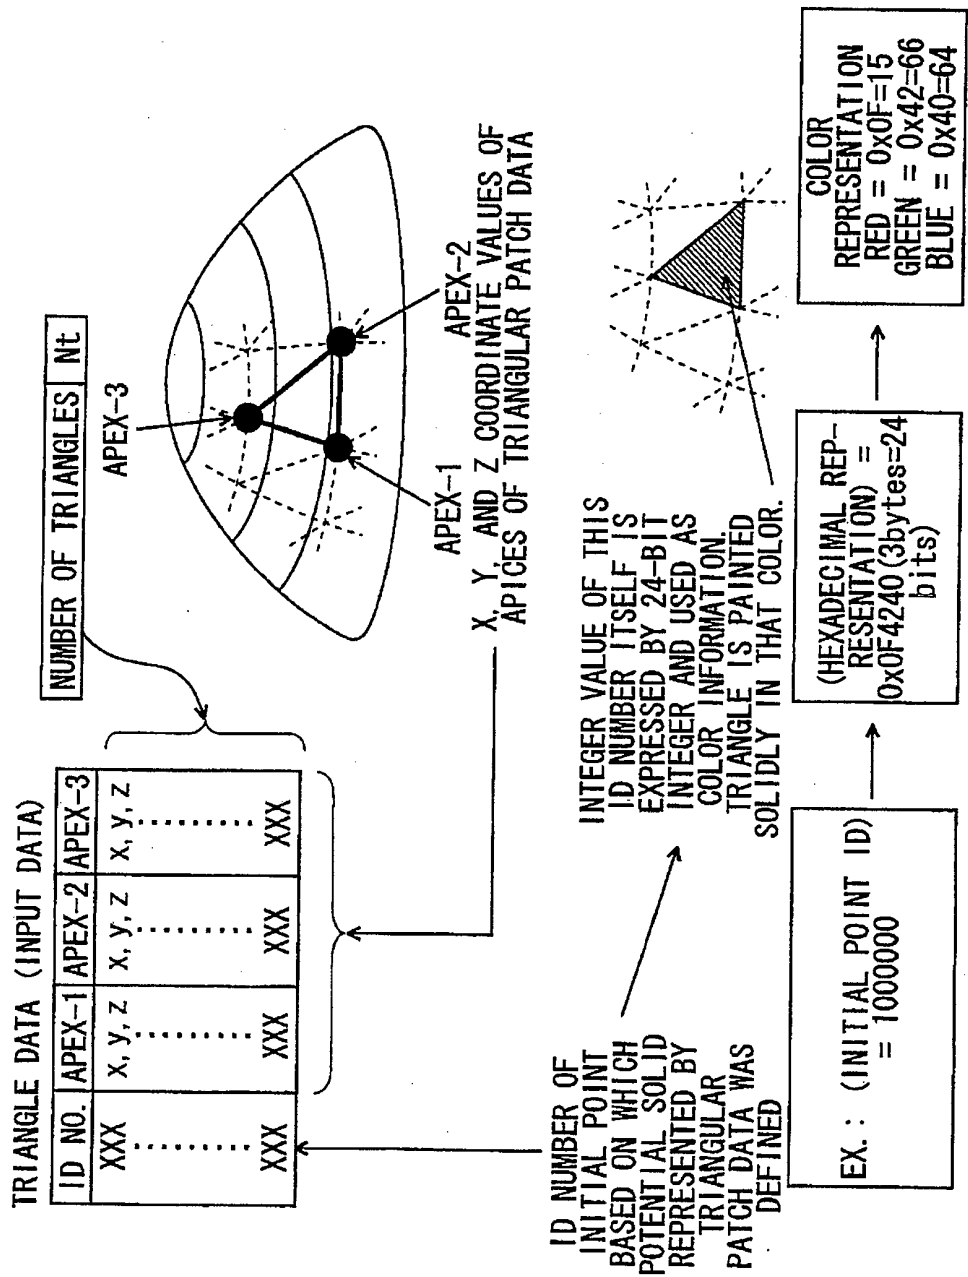 TRIANGLE DATA (INPUT DATA)
ID NO. APEX-1 APEX-2 APEX-3
XXX x, y, z x, y, z x, y, z
XXX XXX XXX XXX
NUMBER OF TRIANGLES Nt
APEX-3
APEX-1
APEX-2
X, Y, AND Z COORDINATE VALUES OF
APICES OF TRIANGULAR PATCH DATA
ID NUMBER OF
INITIAL POINT
BASED ON WHICH
POTENTIAL SOLID
REPRESENTED BY
TRIANGULAR
PATCH DATA WAS
DEFINED
INTEGER VALUE OF THIS
ID NUMBER ITSELF IS
EXPRESSED BY 24-BIT
INTEGER AND USED AS
COLOR INFORMATION.
TRIANGLE IS PAINTED
SOLIDLY IN THAT COLOR.
EX.: (INITIAL POINT ID)
= 1000000
(HEXADECIMAL REP-
RESENTATION) =
0x0F4240(3bytes=24
bits)
COLOR
REPRESENTATION
RED = 0x0F=15
GREEN = 0x42=66
BLUE = 0x40=64